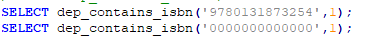 SELECT dep_contains_isbn('9780131873254',1);
SELECT dep_contains_isbn('0000000000000',1);